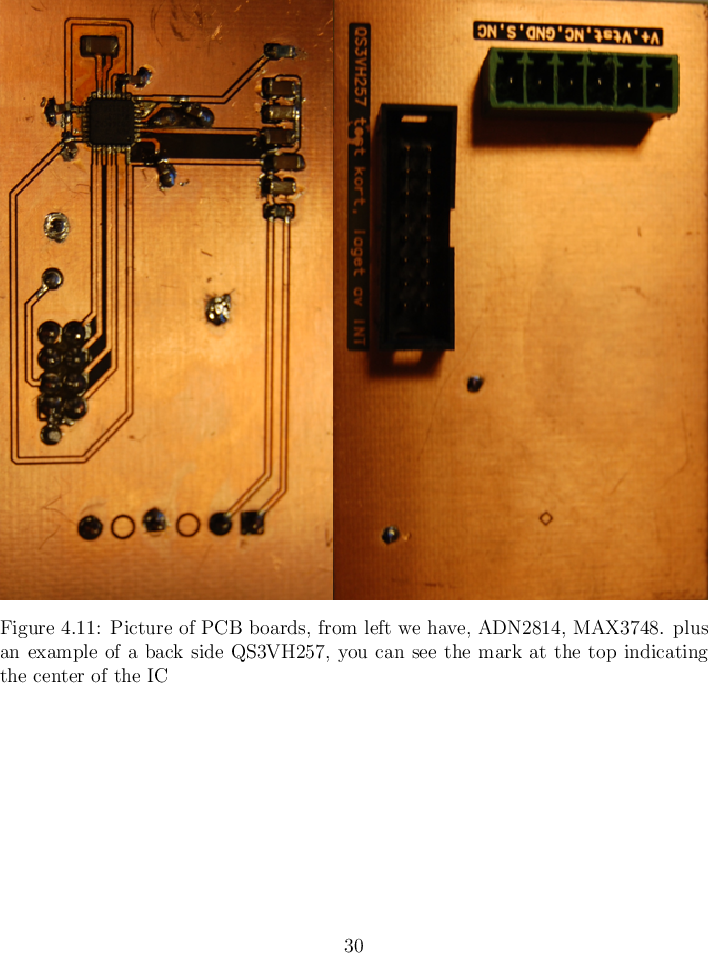 QS3VH257 test kort. laget av INT
V+,Vtst,NC,GND,S,NC
Figure 4.11: Picture of PCB boards, from left we have, ADN2814, MAX3748. plus
an example of a back side QS3VH257, you can see the mark at the top indicating
the center of the IC
30